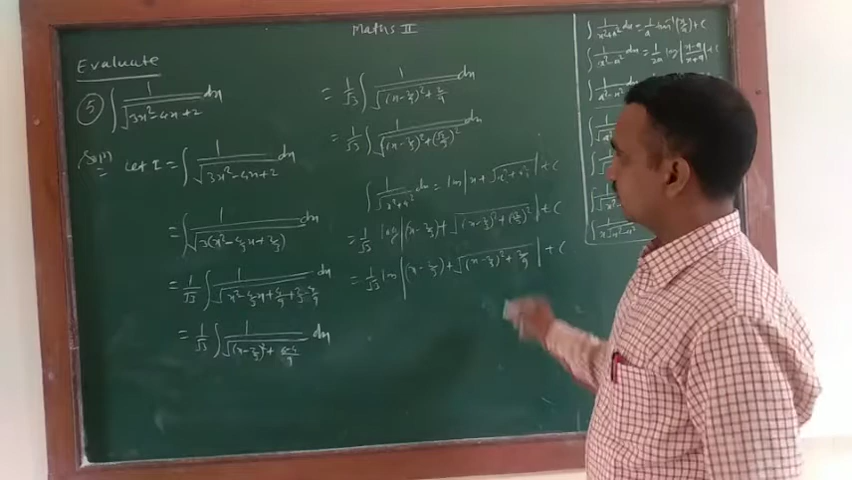 Maths II
Evaluate
5) ∫ 1/√(3x²-4x+2) dx
Sol²) Let I = ∫ 1/√(3x²-4x+2) dx
= ∫ 1/√(3(x²-4/3x+2/3)) dx
= 1/√3 ∫ 1/√(x²-4/3x+4/9+2/3-4/9) dx
= 1/√3 ∫ 1/√((x-2/3)²+(6-4)/9) dx
= 1/√3 ∫ 1/√((x-2/3)²+2/9) dx
= 1/√3 ∫ 1/√((x-2/3)²+(√2/3)²) dx
∫ 1/√(x²+a²) dx = log|x+√(x²+a²)|+c
= 1/√3 log|(x-2/3)+√((x-2/3)²+(√2/3)²)|+c
= 1/√3 log|(x-2/3)+√((x-2/3)²+2/9)|+c
∫ 1/(x²+a²) dx = 1/a tan⁻¹(x/a)+c
∫ 1/(x²-a²) dx = 1/2a log|(x-a)/(x+a)|+c
∫ 1/(a²-x²)